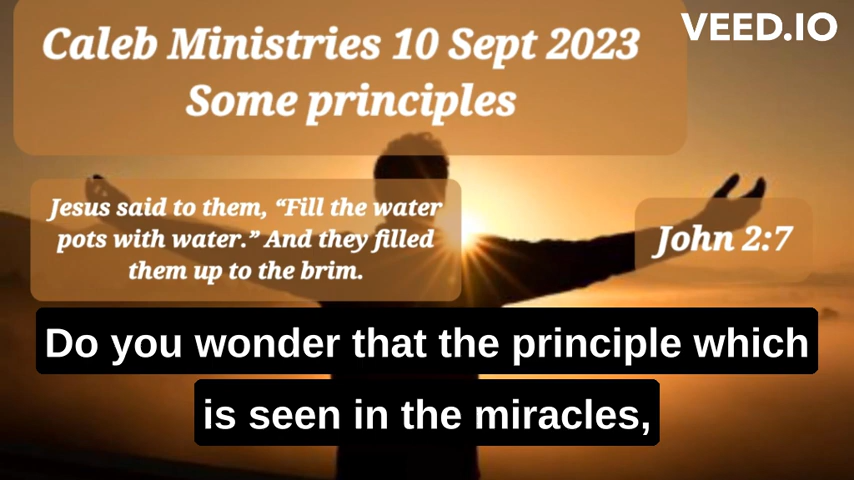 Caleb Ministries 10 Sept 2023
Some principles
VEED.IO
Jesus said to them, “Fill the water
pots with water.” And they filled
them up to the brim.
John 2:7
Do you wonder that the principle which
is seen in the miracles,